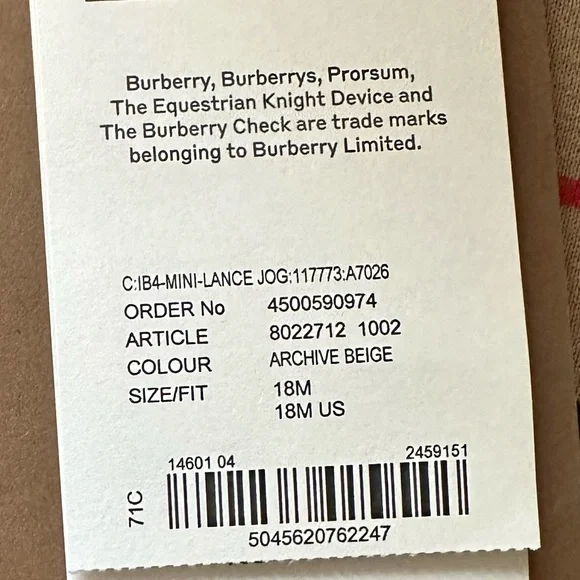 Burberry, Burberrys, Prorsum,
The Equestrian Knight Device and
The Burberry Check are trade marks
belonging to Burberry Limited.
C:IB4-MINI-LANCE JOG:117773:A7026
ORDER No 4500590974
ARTICLE 8022712 1002
COLOUR ARCHIVE BEIGE
SIZE/FIT 18M
18M US
14601 04 2459151
71C
5045620762247